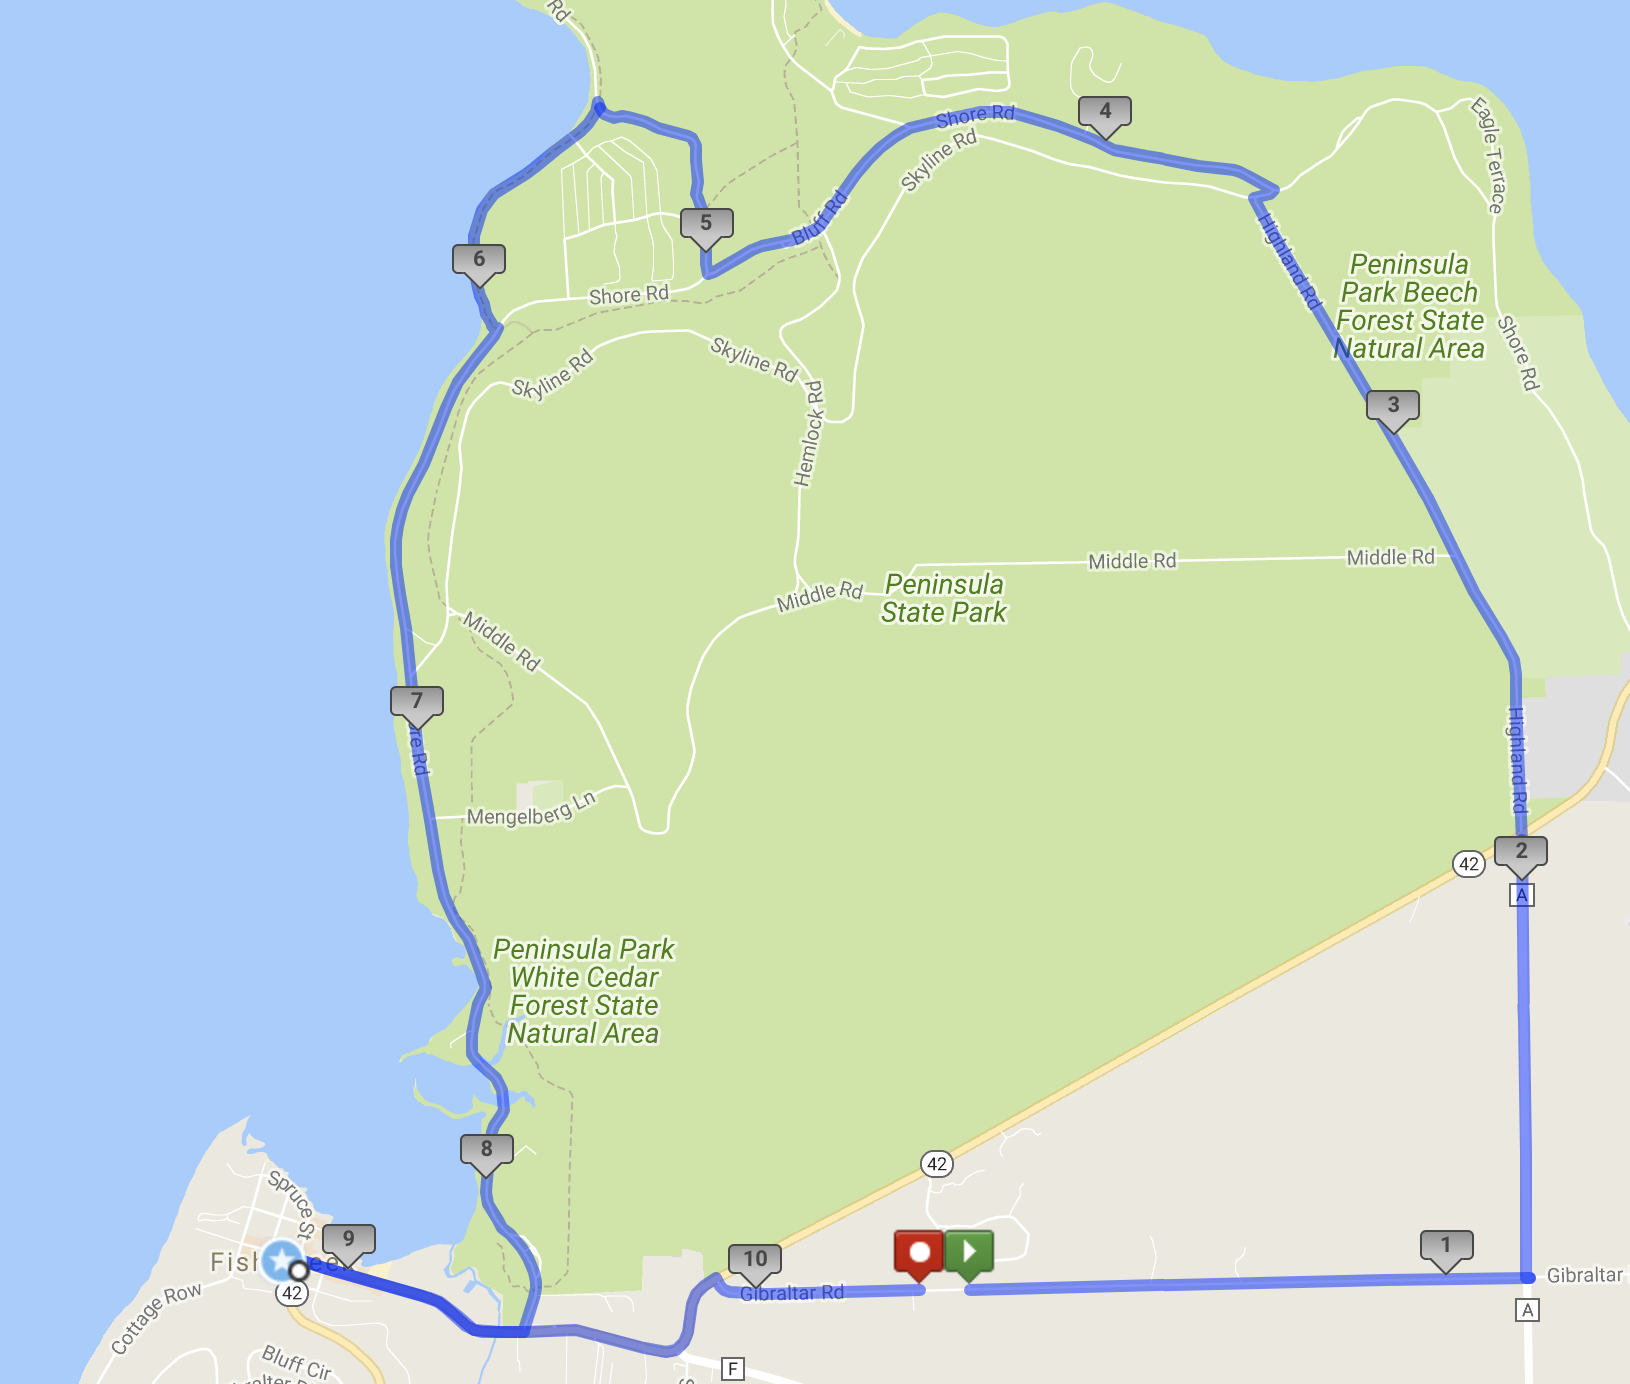 Rd
Shore Rd
4
Skyline Rd
Eagle Terrace
Bluff Rd
5
6
Shore Rd
Highland Rd
Peninsula
Park Beech
Forest State
Natural Area
Shore Rd
Skyline Rd
Skyline Rd
Hemlock Rd
3
Middle Rd
Middle Rd
Middle Rd
Peninsula
State Park
Middle Rd
7
re Rd
Mengelberg Ln
Highland Rd
2
42
A
Peninsula Park
White Cedar
Forest State
Natural Area
8
42
Spruce St
9
Fish
42
Cottage Row
Bluff Cir
10
Gibraltar Rd
1
Gibraltar
A
F